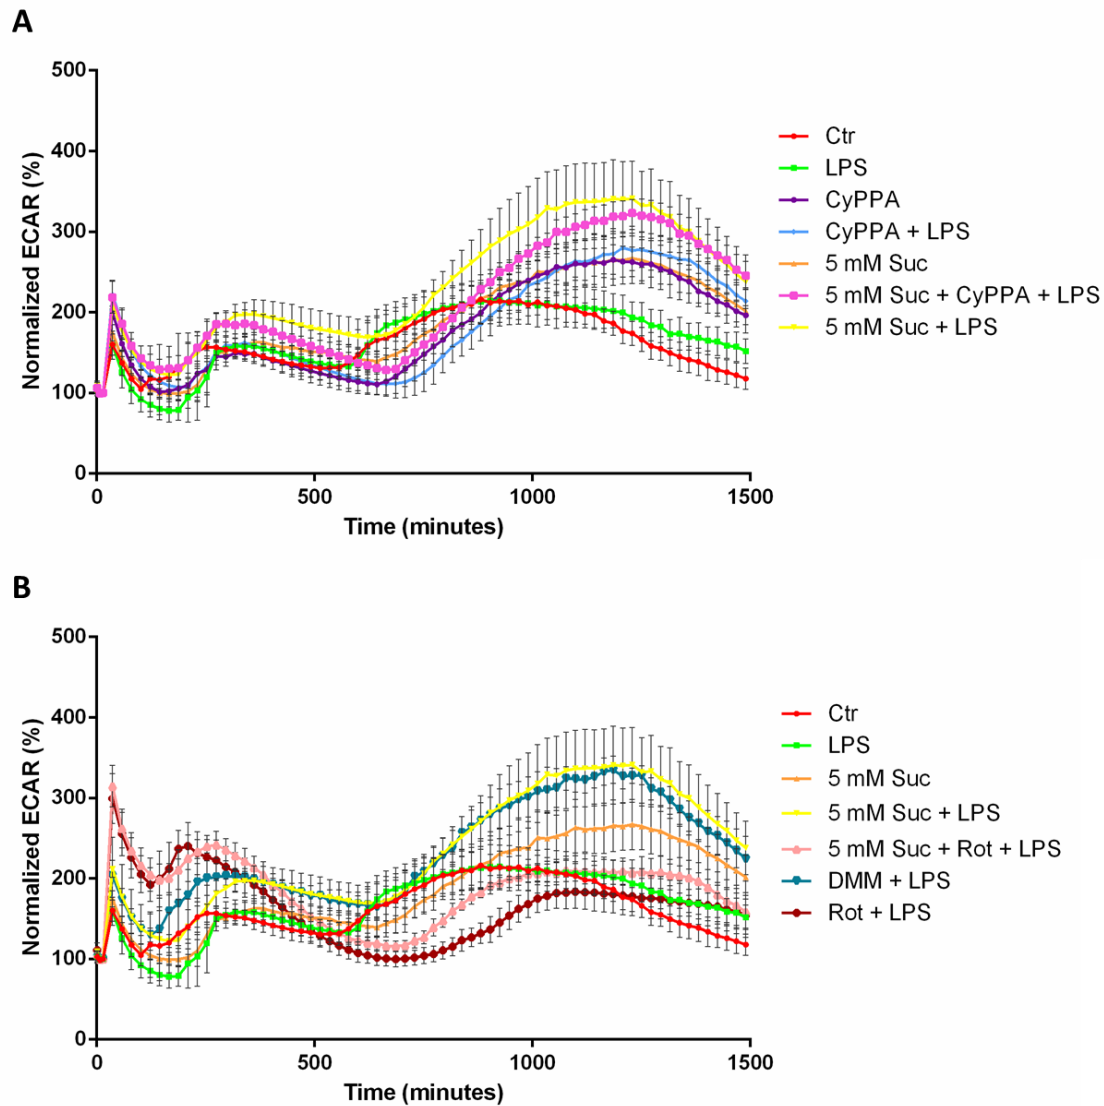 A
500
400
300
200
100
0
Normalized ECAR (%)
0 500 1000 1500
Time (minutes)
Ctr
LPS
CyPPA
CyPPA + LPS
5 mM Suc
5 mM Suc + CyPPA + LPS
5 mM Suc + LPS
B
500
400
300
200
100
0
Normalized ECAR (%)
0 500 1000 1500
Time (minutes)
Ctr
LPS
5 mM Suc
5 mM Suc + LPS
5 mM Suc + Rot + LPS
DMM + LPS
Rot + LPS